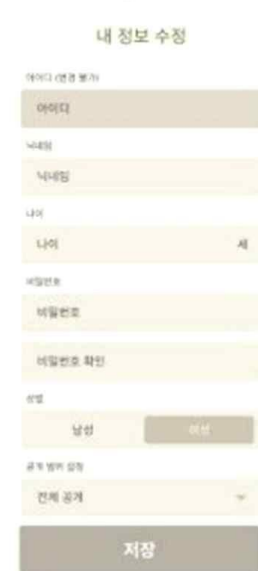 내 정보 수정
아이디 (변경 불가)
아이디
닉네임
닉네임
나이
나이 세
비밀번호
비밀번호
비밀번호 확인
성별
남성 여성
공개 범위 설정
전체 공개
저장